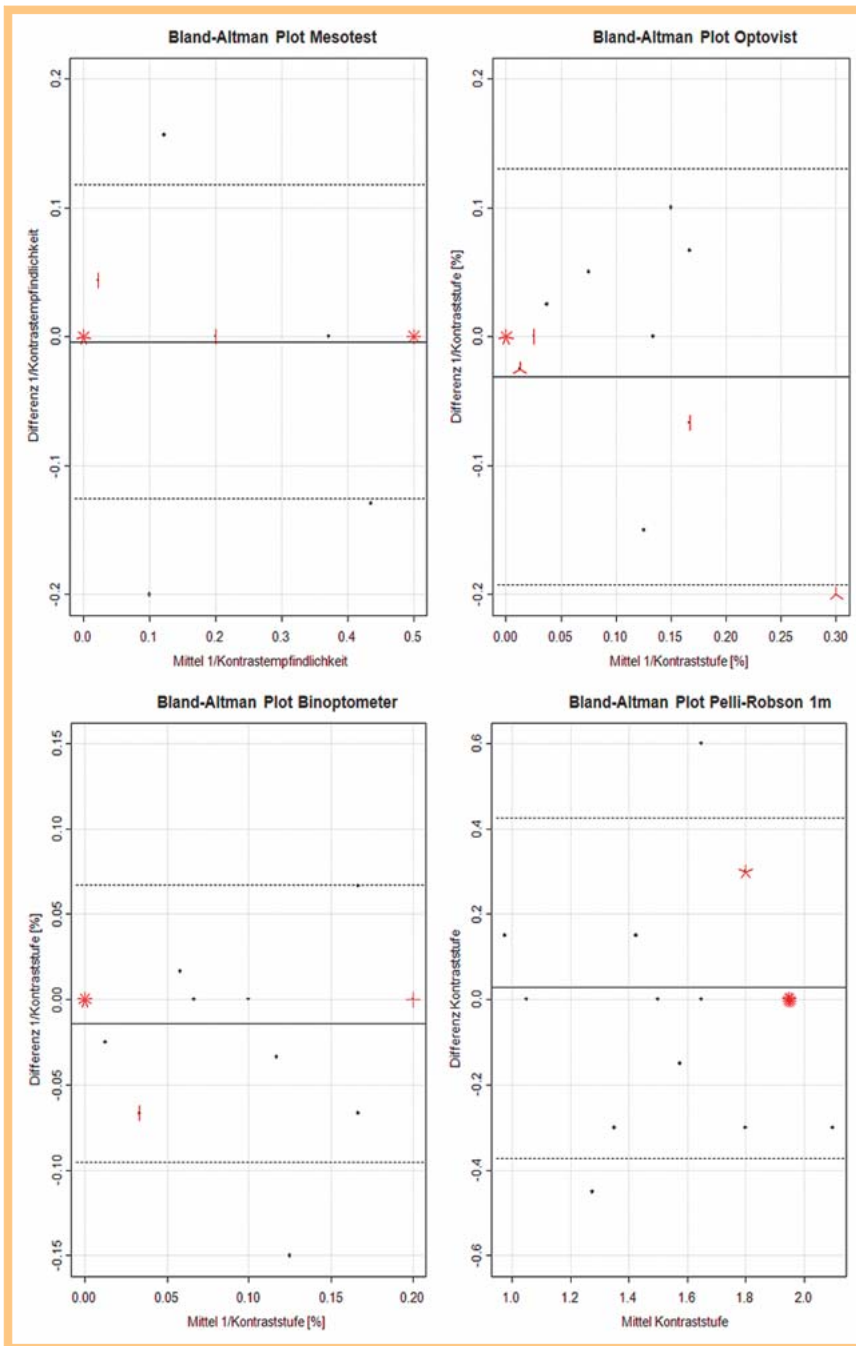 Bland-Altman Plot Mesotest
Differenz 1/Kontrastempfindlichkeit
0.2
0.1
0.0
-0.1
-0.2
0.0 0.1 0.2 0.3 0.4 0.5
Mittel 1/Kontrastempfindlichkeit
Bland-Altman Plot Optovist
Differenz 1/Kontraststufe [%]
0.2
0.1
0.0
-0.1
-0.2
0.00 0.05 0.10 0.15 0.20 0.25 0.30
Mittel 1/Kontraststufe [%]
Bland-Altman Plot Binoptometer
Differenz 1/Kontraststufe [%]
0.15
0.10
0.05
0.00
-0.05
-0.10
-0.15
0.00 0.05 0.10 0.15 0.20
Mittel 1/Kontraststufe [%]
Bland-Altman Plot Pelli-Robson 1m
Differenz Kontraststufe
0.6
0.4
0.2
0.0
-0.2
-0.4
-0.6
1.0 1.2 1.4 1.6 1.8 2.0
Mittel Kontraststufe